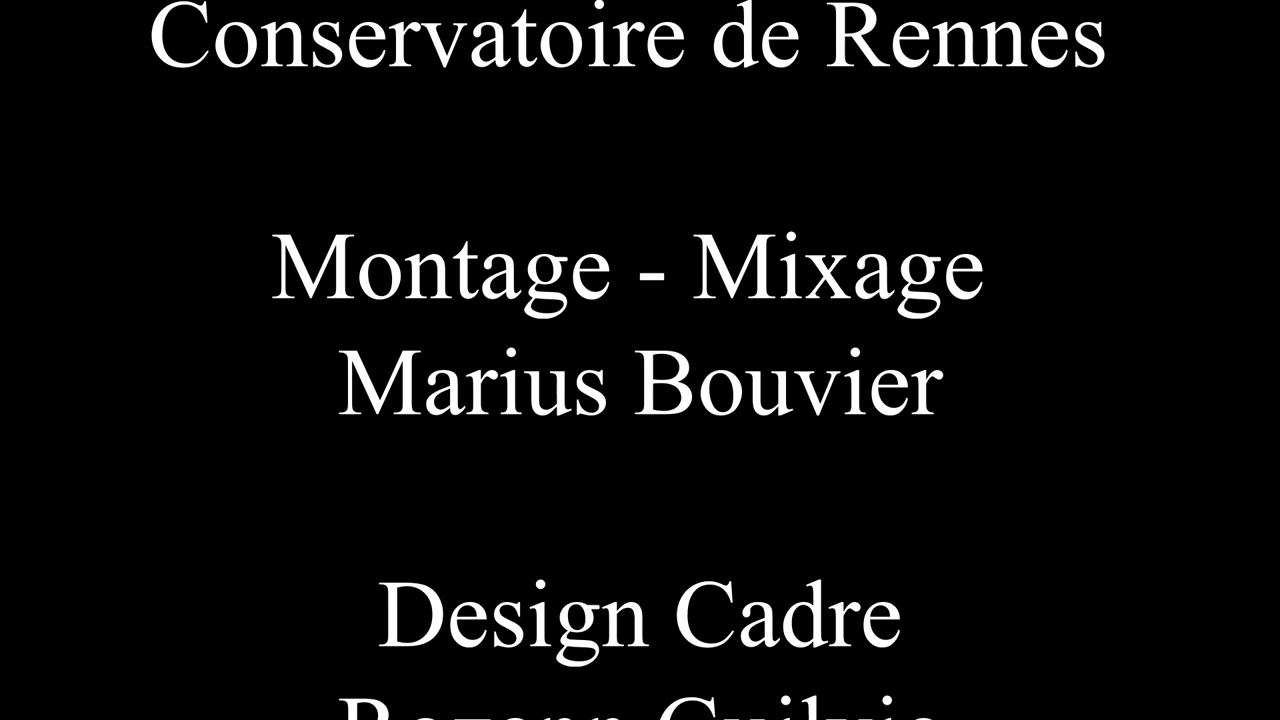 Conservatoire de Rennes
Montage - Mixage
Marius Bouvier
Design Cadre